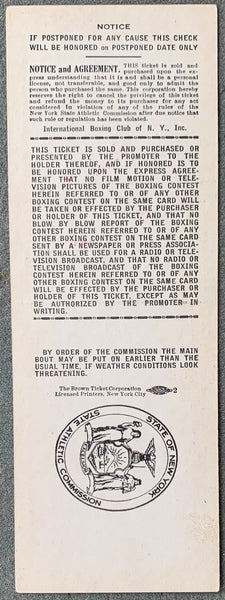 NOTICE
IF POSTPONED FOR ANY CAUSE THIS CHECK
WILL BE HONORED on POSTPONED DATE ONLY
NOTICE and AGREEMENT. THIS ticket is sold and
purchased upon the ex-
press understanding that it is and shall be a personal
license, not transferable, and good only to admit the
person who purchased same. This corporation hereby
reserves the right to cancel the privilege of this ticket
and refund the money to its purchaser for any act
considered in violation of any of the rules of the
New York State Athletic Commission after due notice that
such rule or regulation has been violated.
International Boxing Club of N. Y., Inc.
THIS TICKET IS SOLD AND PURCHASED OR
PRESENTED BY THE PROMOTER TO THE
HOLDER THEREOF, AND IF HONORED IS TO
BE HONORED UPON THE EXPRESS AGREE-
MENT THAT NO FILM MOTION OR TELE-
VISION PICTURES OF THE BOXING CONTEST
HEREIN REFERRED TO OR OF ANY OTHER
BOXING CONTEST ON THE SAME CARD WILL
BE TAKEN OR EFFECTED BY THE PURCHASER
OR HOLDER OF THIS TICKET, AND THAT NO
BLOW BY BLOW REPORT OF THE BOXING
CONTEST HEREIN REFERRED TO OR OF ANY
OTHER BOXING CONTEST ON THE SAME CARD
SENT BY A NEWSPAPER OR PRESS ASSOCIA-
TION SHALL BE USED FOR A RADIO OR TELE-
VISION BROADCAST. AND THAT NO RADIO OR
TELEVISION BROADCAST OF THE BOXING
CONTEST HEREIN REFERRED TO OR OF ANY
OTHER BOXING CONTEST ON THE SAME CARD
WILL BE EFFECTED BY THE PURCHASER OR
HOLDER OF THIS TICKET, EXCEPT AS MAY
BE AUTHORIZED BY THE PROMOTER IN
WRITING.
BY ORDER OF THE COMMISSION THE MAIN
BOUT MAY BE PUT ON EARLIER THAN THE
USUAL TIME, IF WEATHER CONDITIONS LOOK
THREATENING.
The Brown Ticket Corporation
Licensed Printers, New York City
2
STATE OF NEW YORK
STATE ATHLETIC COMMISSION